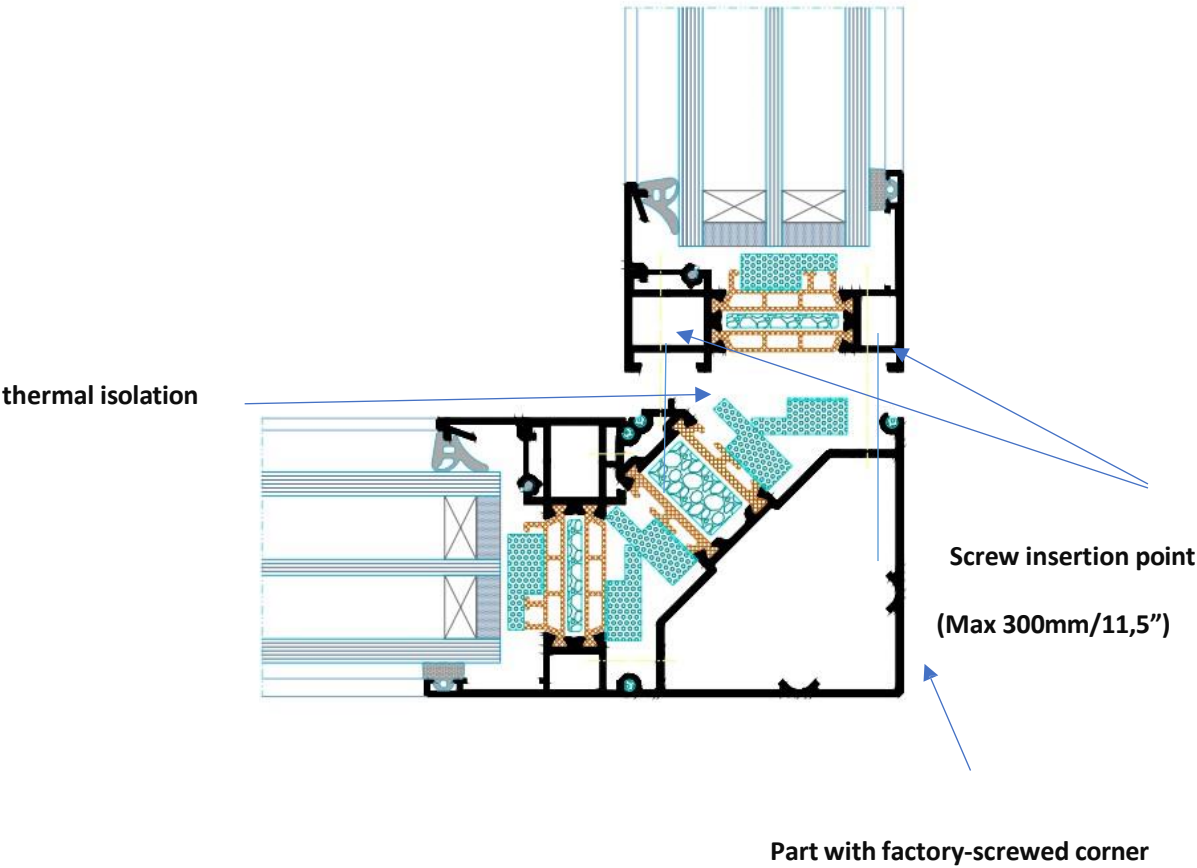 thermal isolation
Screw insertion point
(Max 300mm/11,5”)
Part with factory-screwed corner